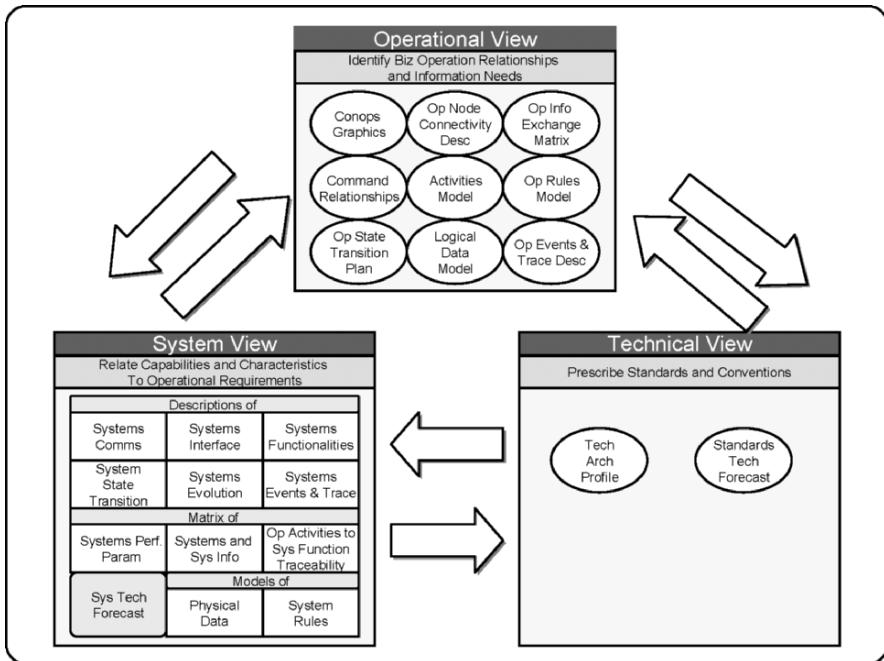 Operational View
Identify Biz Operation Relationships
and Information Needs
Conops
Graphics
Op Node
Connectivity
Desc
Op Info
Exchange
Matrix
Command
Relationships
Activities
Model
Op Rules
Model
Op State
Transition
Plan
Logical
Data
Model
Op Events &
Trace Desc
System View
Relate Capabilities and Characteristics
To Operational Requirements
Descriptions of
Systems
Comms
Systems
Interface
Systems
Functionalities
System
State
Transition
Systems
Evolution
Systems
Events & Trace
Matrix of
Systems Perf.
Param
Systems and
Sys Info
Op Activities to
Sys Function
Traceability
Sys Tech
Forecast
Models of
Physical
Data
System
Rules
Technical View
Prescribe Standards and Conventions
Tech
Arch
Profile
Standards
Tech
Forecast